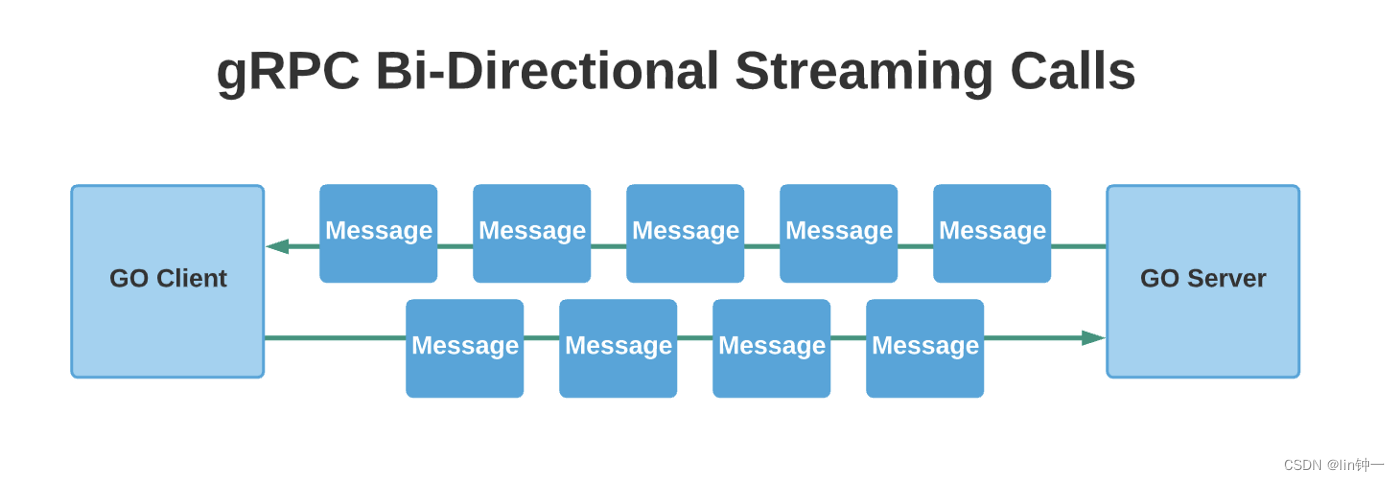 gRPC Bi-Directional Streaming Calls
Message Message Message Message Message
GO Client
GO Server
Message Message Message Message
CSDN @lin钟一